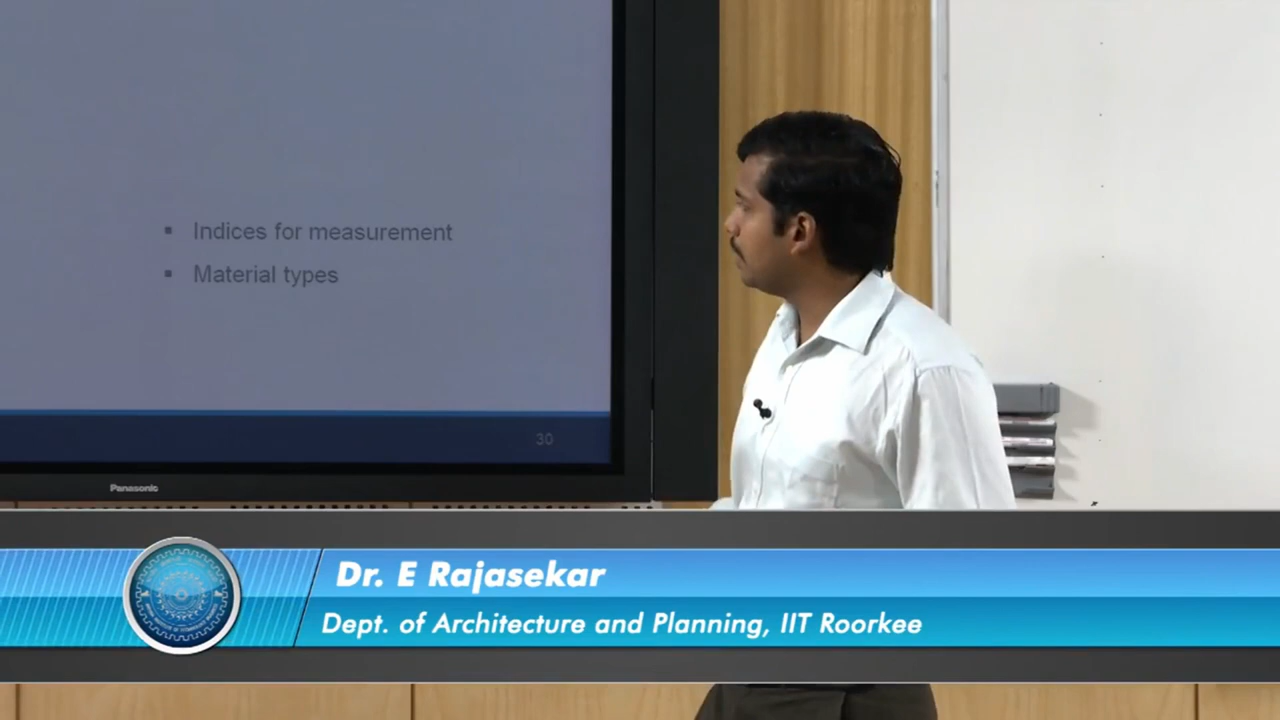 ▪ Indices for measurement
▪ Material types
30
Panasonic
Dr. E Rajasekar
Dept. of Architecture and Planning, IIT Roorkee